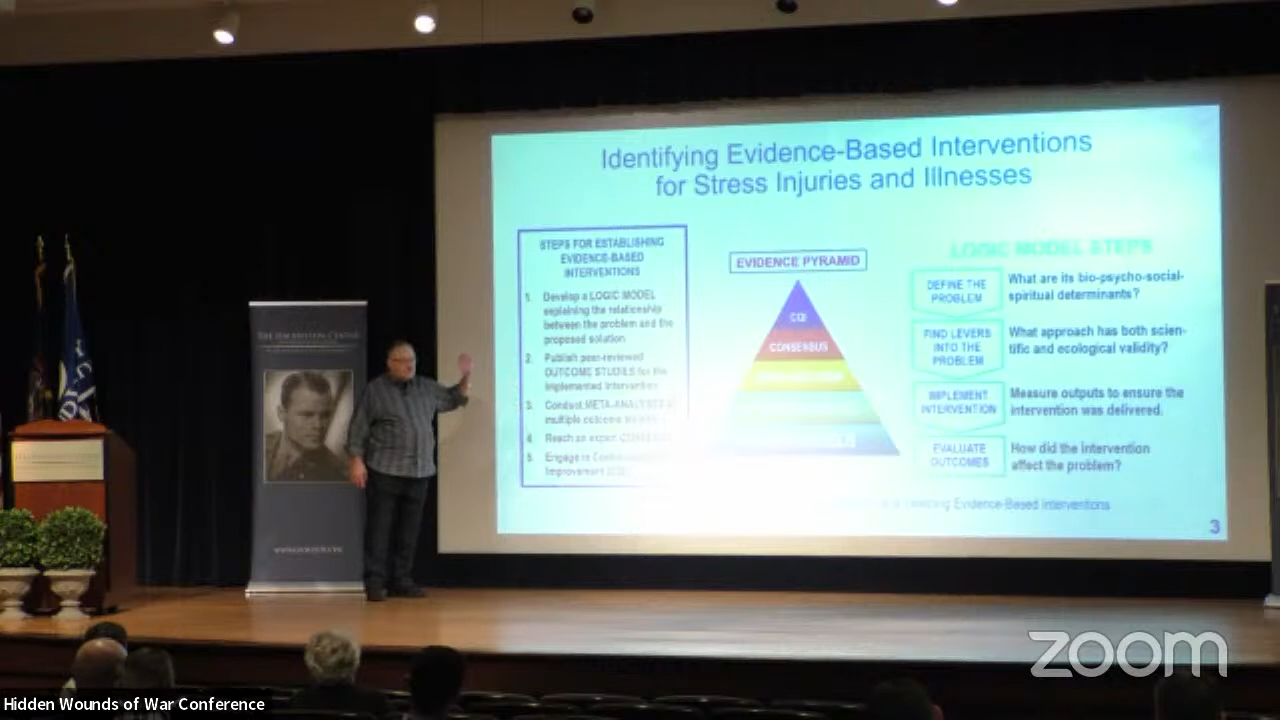 Identifying Evidence-Based Interventions
for Stress Injuries and Illnesses
STEPS FOR ESTABLISHING
EVIDENCE-BASED
INTERVENTIONS
1. Develop a LOGIC MODEL
explaining the relationship
between the problem and the
proposed solution
2. Publish peer-reviewed
OUTCOME STUDIES for the
implemented intervention
3. Conduct META-ANALYSES
multiple outcome
4. Reach an expert
5. Engage in
Improvement
EVIDENCE PYRAMID
CQI
CONSENSUS
LOGIC MODEL STEPS
DEFINE THE
PROBLEM
What are its bio-psycho-social-
spiritual determinants?
FIND LEVERS
INTO THE
PROBLEM
What approach has both scien-
tific and ecological validity?
IMPLEMENT
INTERVENTION
Measure outputs to ensure the
intervention was delivered.
EVALUATE
OUTCOMES
How did the intervention
affect the problem?
Evidence-Based Interventions
3
zoom
Hidden Wounds of War Conference